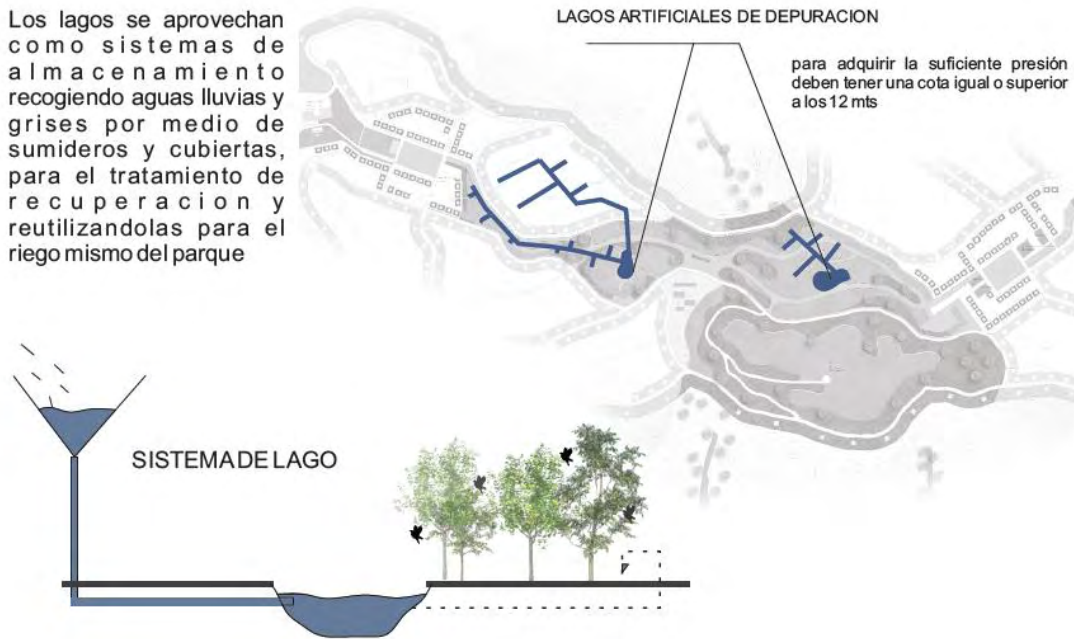 Los lagos se aprovechan
como sistemas de
almacenamiento
recogiendo aguas lluvias y
grises por medio de
sumideros y cubiertas,
para el tratamiento de
recuperacion y
reutilizandolas para el
riego mismo del parque
LAGOS ARTIFICIALES DE DEPURACION
para adquirir la suficiente presión
deben tener una cota igual o superior
a los 12 mts
SISTEMA DE LAGO